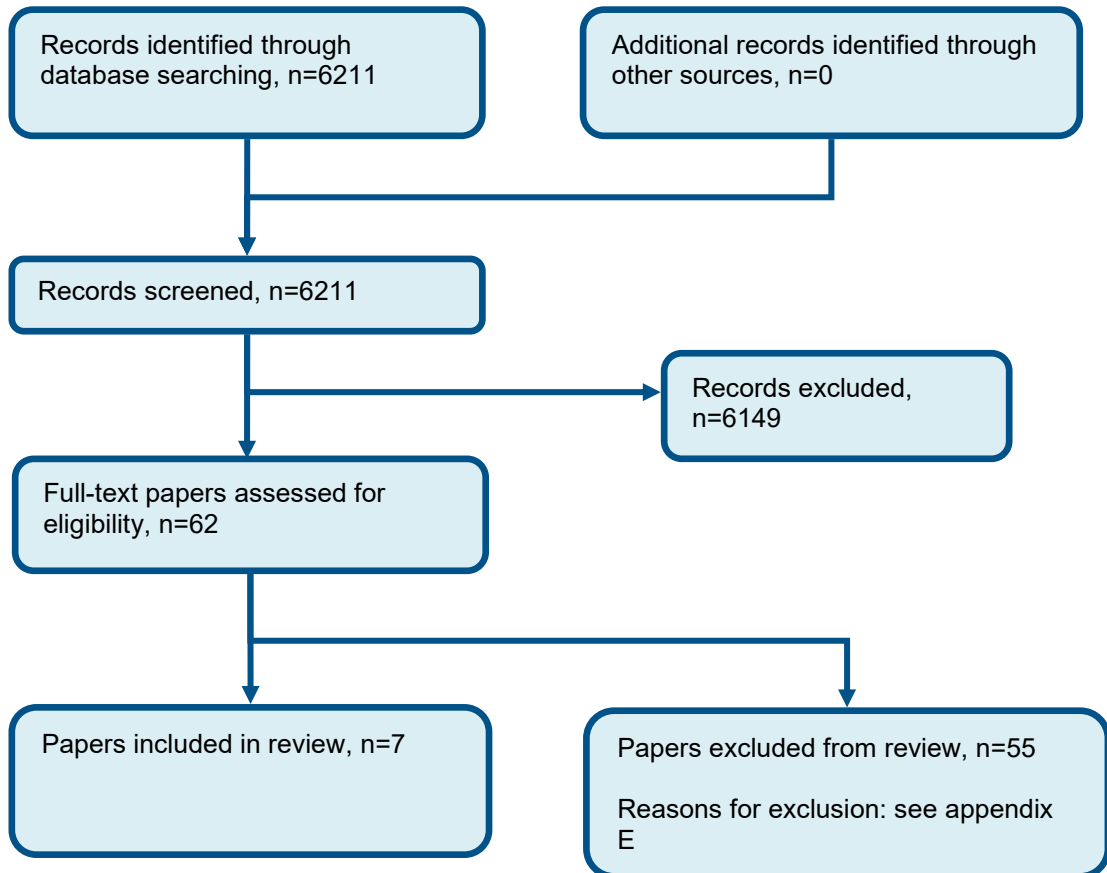 Records identified through
database searching, n=6211
Additional records identified through
other sources, n=0
Records screened, n=6211
Records excluded,
n=6149
Full-text papers assessed for
eligibility, n=62
Papers included in review, n=7
Papers excluded from review, n=55
Reasons for exclusion: see appendix
E